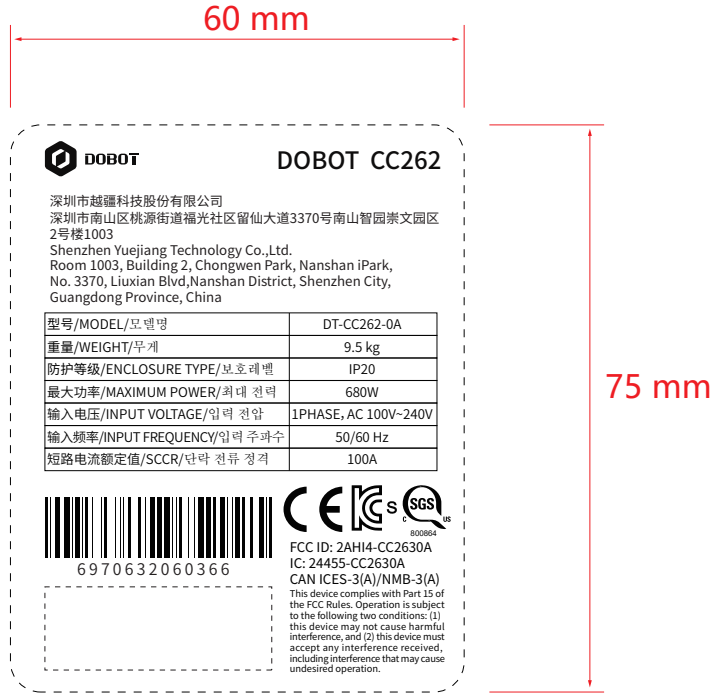 60 mm
DOBOT
DOBOT CC262
深圳市越疆科技股份有限公司
深圳市南山区桃源街道福光社区留仙大道3370号南山智园崇文园区
2号楼1003
Shenzhen Yuejiang Technology Co.,Ltd.
Room 1003, Building 2, Chongwen Park, Nanshan iPark,
No. 3370, Liuxian Blvd,Nanshan District, Shenzhen City,
Guangdong Province, China
型号/MODEL/모델명 DT-CC262-0A
重量/WEIGHT/무게 9.5 kg
防护等级/ENCLOSURE TYPE/보호레벨 IP20
最大功率/MAXIMUM POWER/최대 전력 680W
输入电压/INPUT VOLTAGE/입력 전압 1PHASE, AC 100V~240V
输入频率/INPUT FREQUENCY/입력 주파수 50/60 Hz
短路电流额定值/SCCR/단락 전류 정격 100A
75 mm
CE KC s c SGS us
800864
6970632060366
FCC ID: 2AHI4-CC2630A
IC: 24455-CC2630A
CAN ICES-3(A)/NMB-3(A)
This device complies with Part 15 of
the FCC Rules. Operation is subject
to the following two conditions: (1)
this device may not cause harmful
interference, and (2) this device must
accept any interference received,
including interference that may cause
undesired operation.